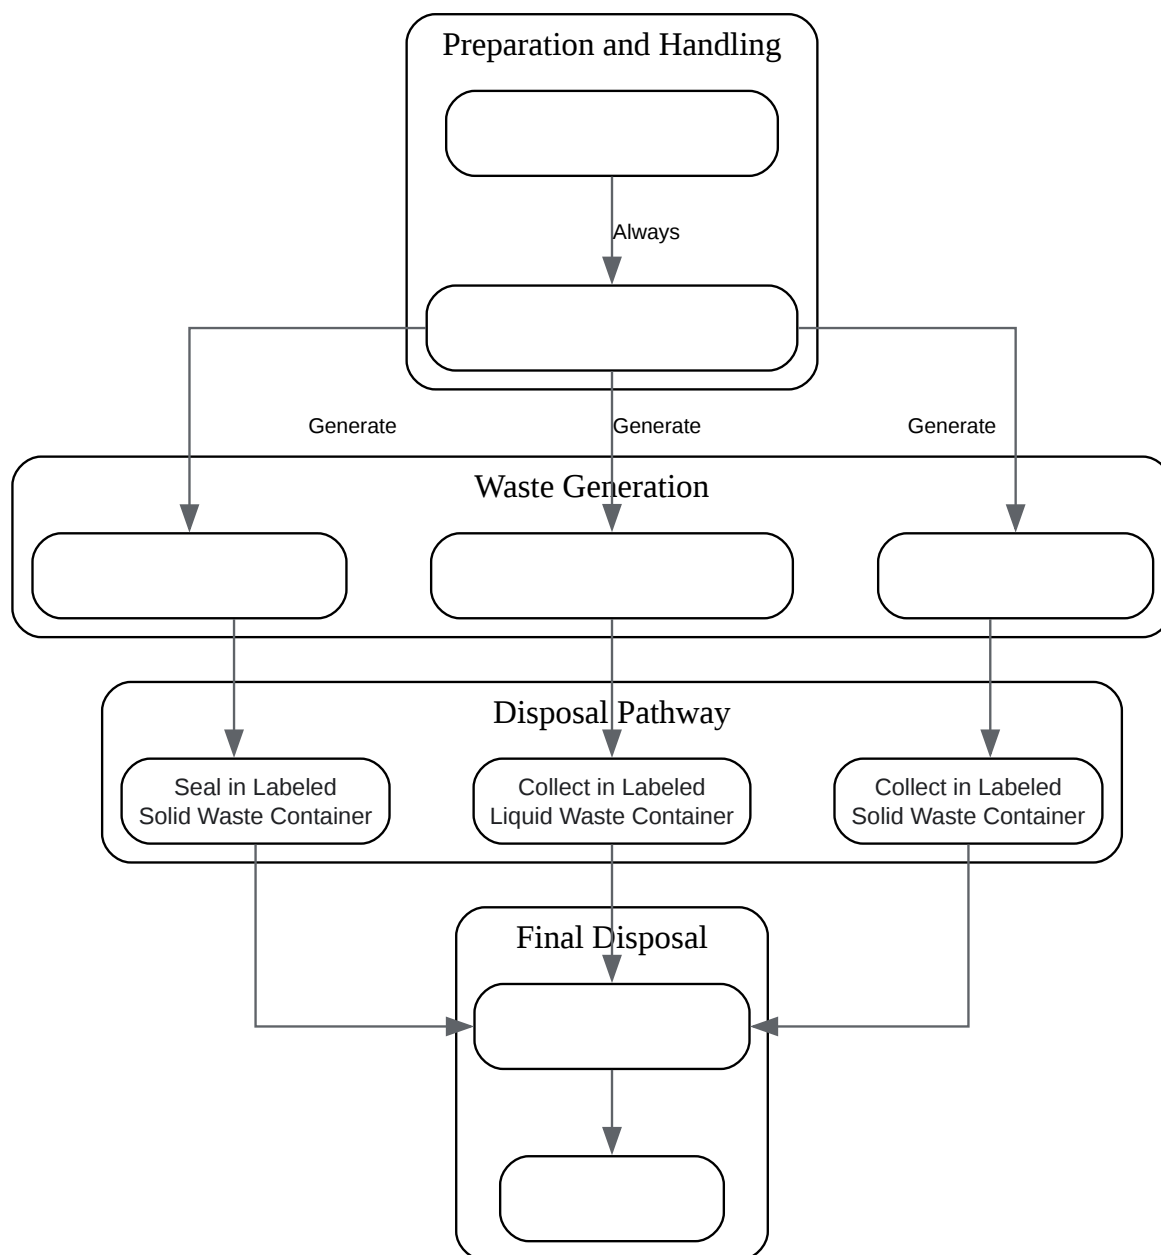 Preparation and Handling
Always
Generate
Generate
Generate
Waste Generation
Disposal Pathway
Seal in Labeled
Solid Waste Container
Collect in Labeled
Liquid Waste Container
Collect in Labeled
Solid Waste Container
Final Disposal